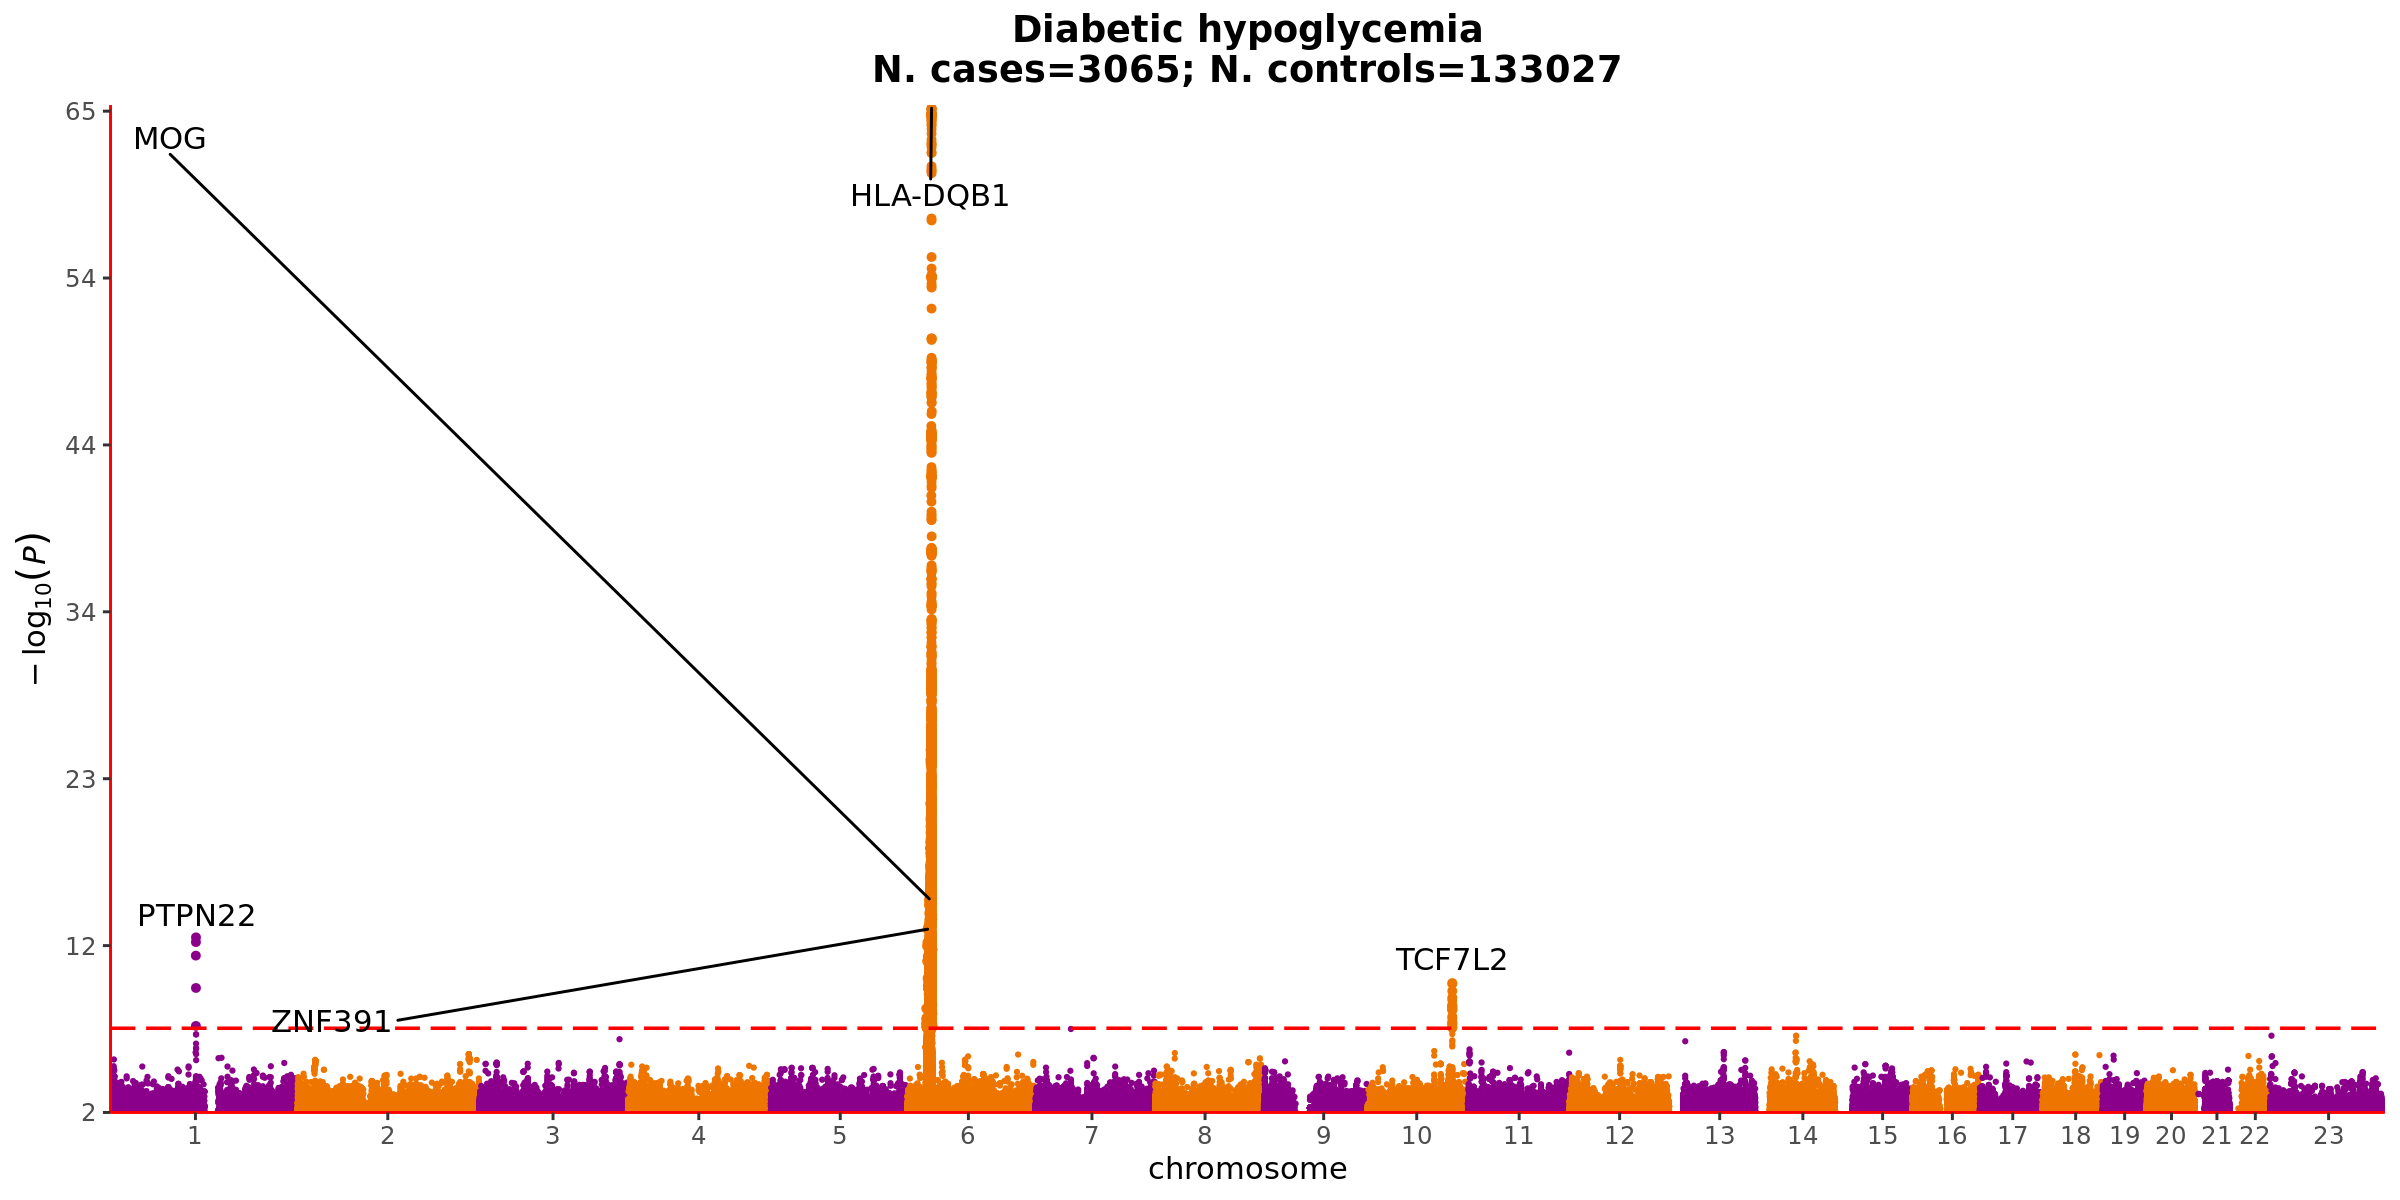 Diabetic hypoglycemia
N. cases=3065; N. controls=133027
65
MOG
HLA-DQB1
54
44
− log10(P)
34
23
PTPN22
12
TCF7L2
ZNF391
2
1 2 3 4 5 6 7 8 9 10 11 12 13 14 15 16 17 18 19 20 21 22 23
chromosome